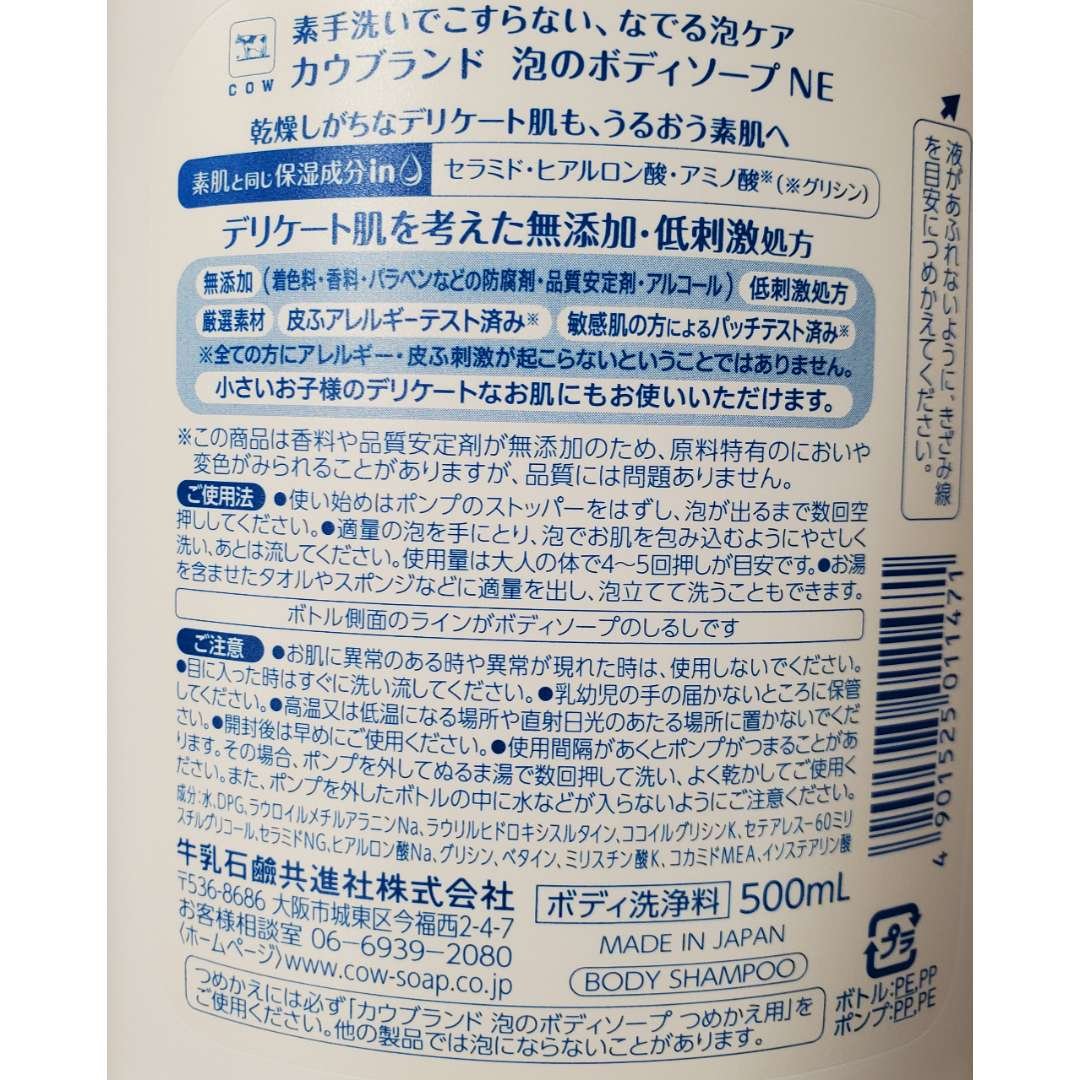 素手洗いでこすらない、なでる泡ケア
COW
カウブランド 泡のボディソープNE
乾燥しがちなデリケート肌も、うるおう素肌へ
素肌と同じ保湿成分in
セラミド・ヒアルロン酸・アミノ酸※(※グリシン)
デリケート肌を考えた無添加・低刺激処方
無添加(着色料・香料・パラベンなどの防腐剤・品質安定剤・アルコール) 低刺激処方
厳選素材 皮ふアレルギーテスト済み※ 敏感肌の方によるパッチテスト済み※
※全ての方にアレルギー・皮ふ刺激が起こらないということではありません。
小さいお子様のデリケートなお肌にもお使いいただけます。
※この商品は香料や品質安定剤が無添加のため、原料特有のにおいや
変色がみられることがありますが、品質には問題ありません。
ご使用法 ●使い始めはポンプのストッパーをはずし、泡が出るまで数回空
押ししてください。●適量の泡を手にとり、泡でお肌を包み込むようにやさしく
洗い、あとは流してください。使用量は大人の体で4〜5回押しが目安です。●お湯
を含ませたタオルやスポンジなどに適量を出し、泡立てて洗うこともできます。
ボトル側面のラインがボディソープのしるしです
ご注意 ●お肌に異常のある時や異常が現れた時は、使用しないでください。
●目に入った時はすぐに洗い流してください。●乳幼児の手の届かないところに保管
してください。●高温又は低温になる場所や直射日光のあたる場所に置かないでくだ
さい。●開封後は早めにご使用ください。●使用間隔があくとポンプがつまることがあ
ります。その場合、ポンプを外してぬるま湯で数回押して洗い、よく乾かしてご使用く
ださい。また、ポンプを外したボトルの中に水などが入らないようにご注意ください。
成分:水、DPG、ラウロイルメチルアラニンNa、ラウリルヒドロキシスルタイン、ココイルグリシンK、セテアレス-60ミリ
スチルグリコール、セラミドNG、ヒアルロン酸Na、グリシン、ベタイン、ミリスチン酸K、コカミドMEA、イソステアリン酸
牛乳石鹼共進社株式会社
〒536-8686 大阪市城東区今福西2-4-7
お客様相談室 06-6939-2080
〈ホームページ〉www.cow-soap.co.jp
ボディ洗浄料 500mL
MADE IN JAPAN
BODY SHAMPOO
つめかえには必ず「カウブランド 泡のボディソープ つめかえ用」を
ご使用ください。他の製品では泡にならないことがあります。
液があふれないように、きざみ線
を目安につめかえてください。
4 901525 011471
プラ
ボトル:PE,PP
ポンプ:PP,PE